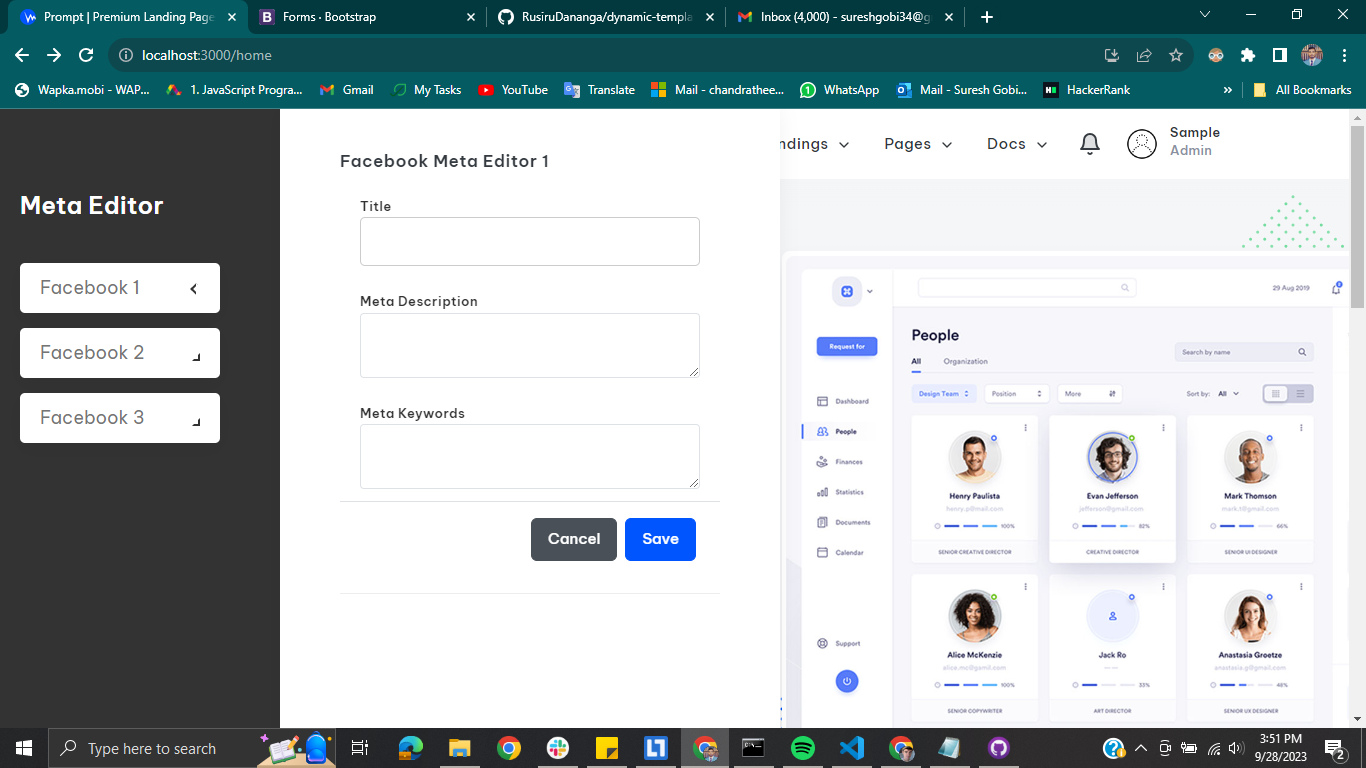 Prompt | Premium Landing Page
Forms · Bootstrap
RusiruDananga/dynamic-templa
Inbox (4,000) - sureshgobi34@g
localhost:3000/home
Wapka.mobi - WAP...
1. JavaScript Progra...
Gmail
My Tasks
YouTube
Translate
Mail - chandrathee...
WhatsApp
Mail - Suresh Gobi...
HackerRank
»
All Bookmarks
Meta Editor
Facebook 1
Facebook 2
Facebook 3
Facebook Meta Editor 1
Title
Meta Description
Meta Keywords
Cancel
Save
ndings
Pages
Docs
Sample
Admin
29 Aug 2019
Request for
People
All
Organization
Search by name
Design Team
Position
More
Sort by:
All
Dashboard
People
Finances
Statistics
Documents
Calendar
Support
Henry Paulista
henry.p@mail.com
100%
SENIOR CREATIVE DIRECTOR
Evan Jefferson
jefferson@gmail.com
82%
CREATIVE DIRECTOR
Mark Thomson
mark.t@gmail.com
66%
SENIOR UI DESIGNER
Alice McKenzie
alice.mc@gamil.com
100%
SENIOR COPYWRITER
Jack Ro
33%
ART DIRECTOR
Anastasia Groetze
anastasia.g@gmail.com
48%
SENIOR UX DESIGNER
Type here to search
3:51 PM
9/28/2023
2